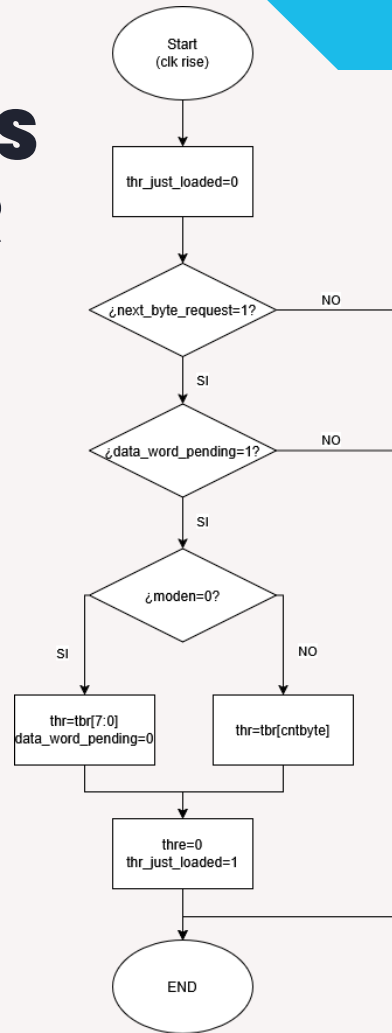 Start
(clk rise)
s
thr_just_loaded=0
¿next_byte_request=1?
NO
SI
¿data_word_pending=1?
NO
SI
¿moden=0?
SI
NO
thr=tbr[7:0]
data_word_pending=0
thr=tbr[cntbyte]
thre=0
thr_just_loaded=1
END